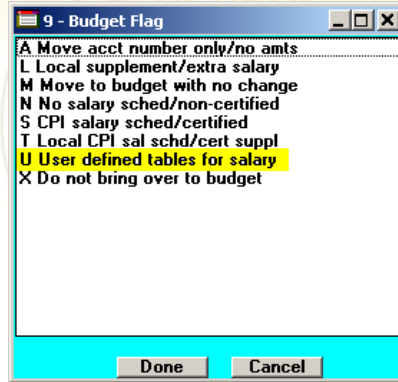 9 - Budget Flag
A Move acct number only/no amts
L Local supplement/extra salary
M Move to budget with no change
N No salary sched/non-certified
S CPI salary sched/certified
T Local CPI sal schd/cert suppl
U User defined tables for salary
X Do not bring over to budget
Done Cancel